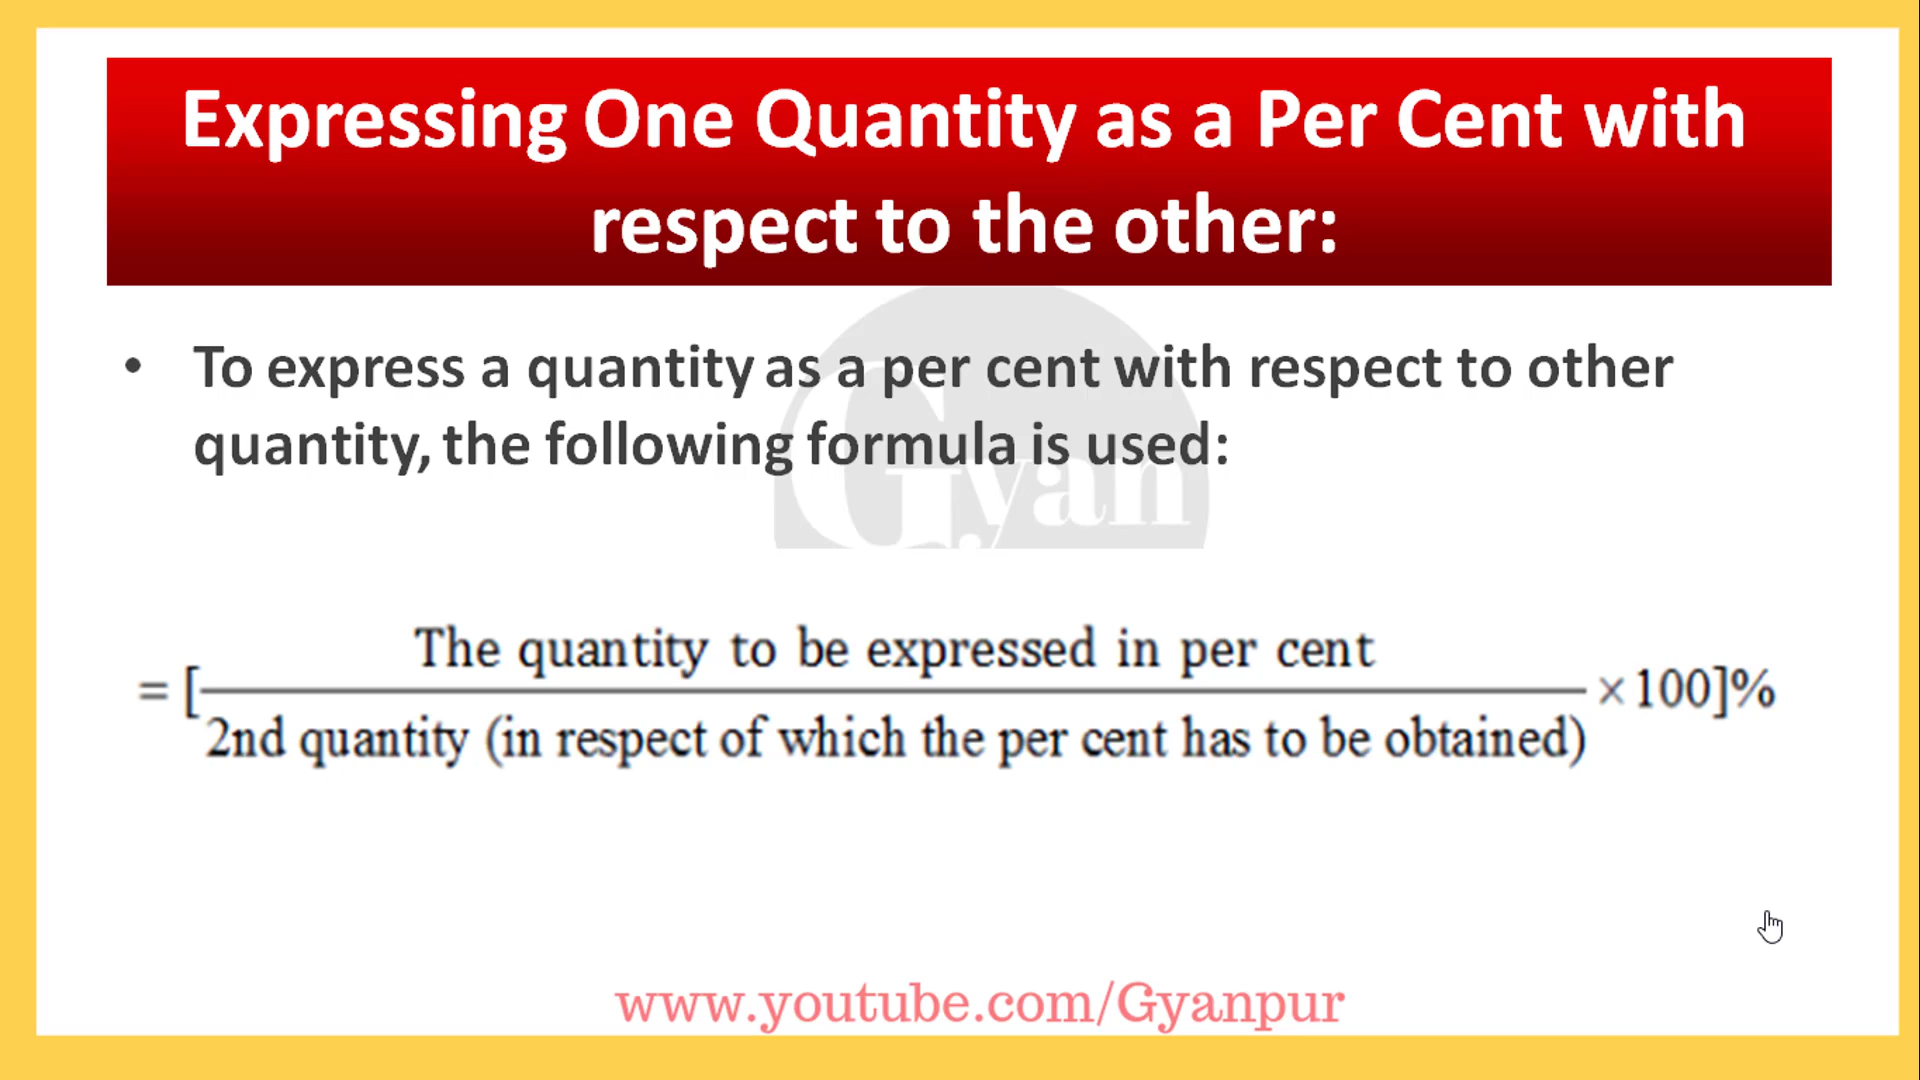 Expressing One Quantity as a Per Cent with
respect to the other:
• To express a quantity as a per cent with respect to other
quantity, the following formula is used:
Gyan
The quantity to be expressed in per cent
= [ ×100]%
2nd quantity (in respect of which the per cent has to be obtained)
www.youtube.com/Gyanpur